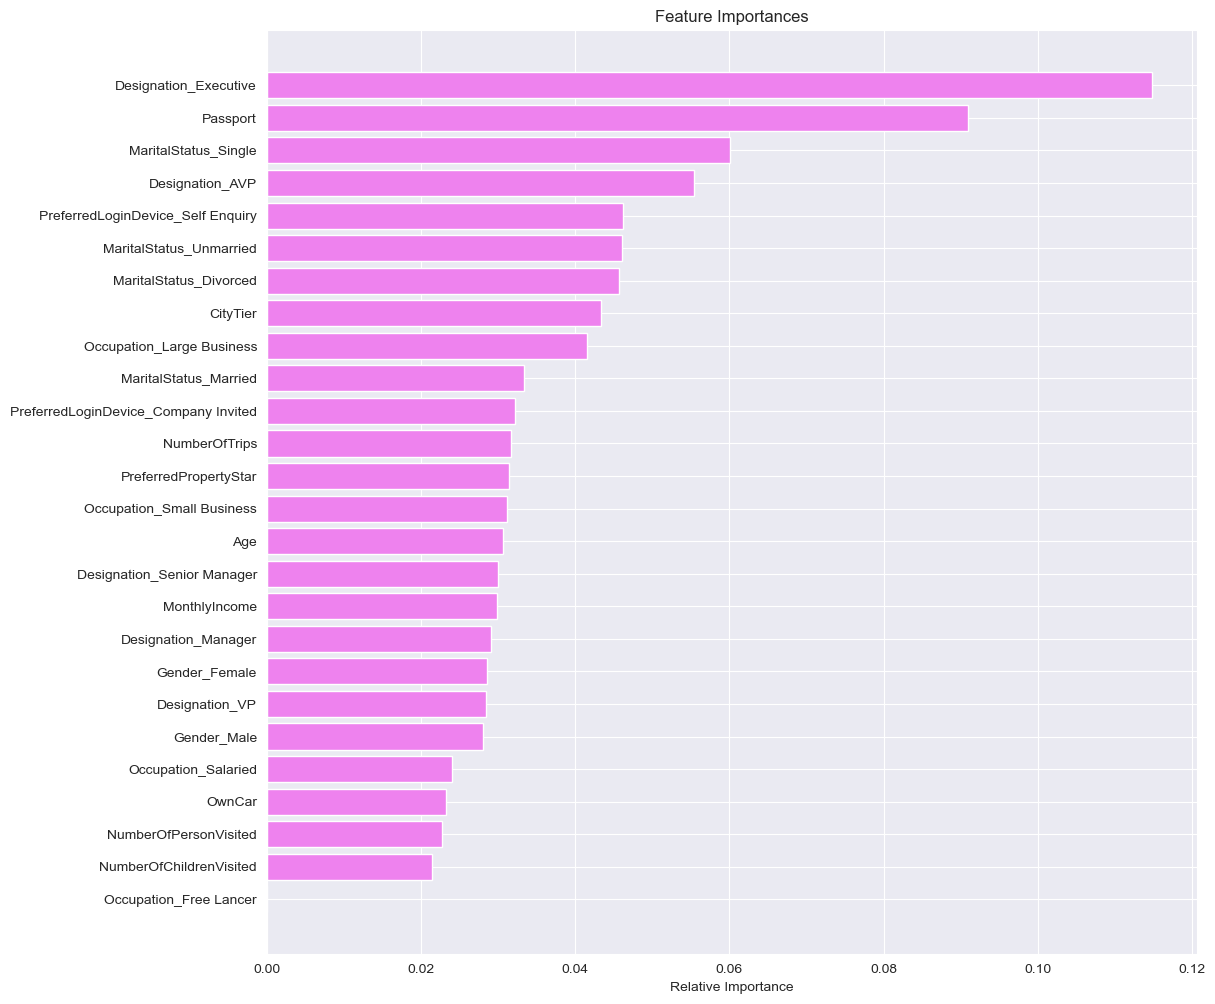 Feature Importances
Designation_Executive
Passport
MaritalStatus_Single
Designation_AVP
PreferredLoginDevice_Self Enquiry
MaritalStatus_Unmarried
MaritalStatus_Divorced
CityTier
Occupation_Large Business
MaritalStatus_Married
PreferredLoginDevice_Company Invited
NumberOfTrips
PreferredPropertyStar
Occupation_Small Business
Age
Designation_Senior Manager
MonthlyIncome
Designation_Manager
Gender_Female
Designation_VP
Gender_Male
Occupation_Salaried
OwnCar
NumberOfPersonVisited
NumberOfChildrenVisited
Occupation_Free Lancer
0.00 0.02 0.04 0.06 0.08 0.10 0.12
Relative Importance